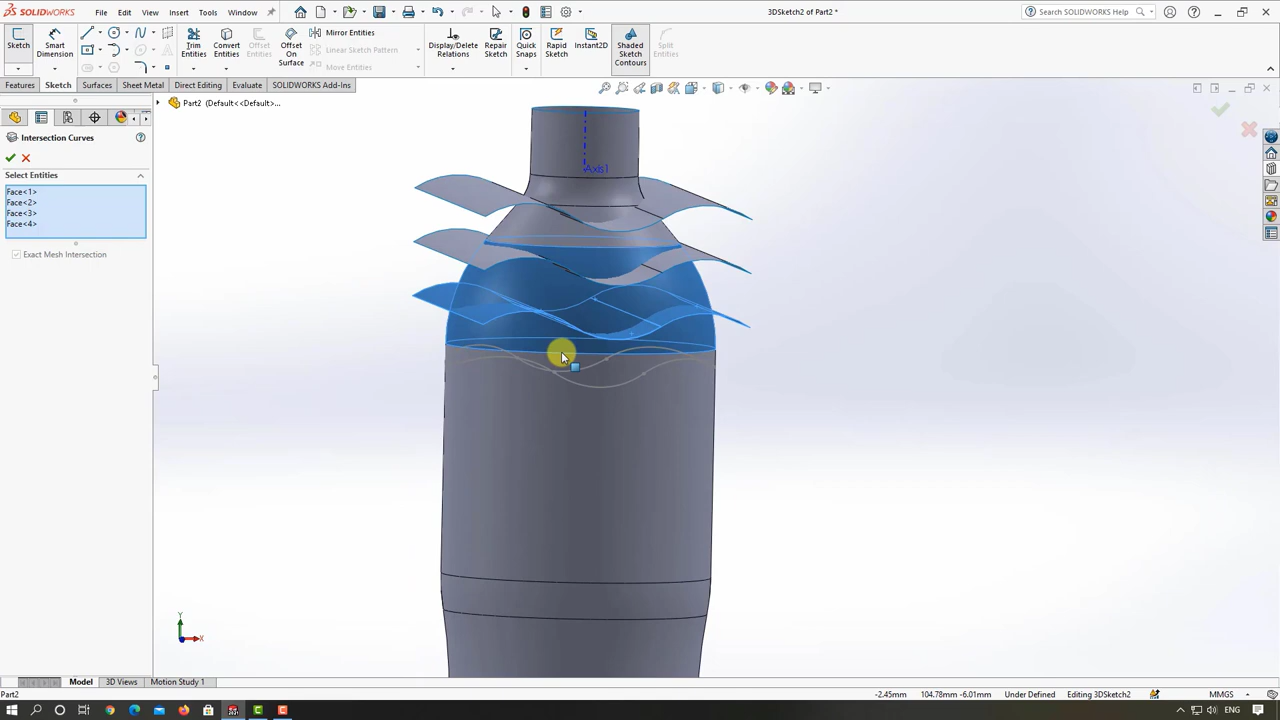 SOLIDWORKS File Edit View Insert Tools Window 3DSketch2 of Part2 * Search SOLIDWORKS Help
Sketch Smart Dimension Trim Entities Convert Entities Offset Entities Offset On Surface Mirror Entities Linear Sketch Pattern Move Entities Display/Delete Relations Repair Sketch Quick Snaps Rapid Sketch Instant2D Shaded Sketch Contours Split Entities
Features Sketch Surfaces Sheet Metal Direct Editing Evaluate SOLIDWORKS Add-Ins
Part2 (Default<<Default>...
Intersection Curves
Select Entities
Face<1>
Face<2>
Face<3>
Face<4>
Exact Mesh Intersection
Axis1
Y
X
Model 3D Views Motion Study 1
Part2 -2.45mm 104.78mm -6.01mm Under Defined Editing 3DSketch2 MMGS
ENG